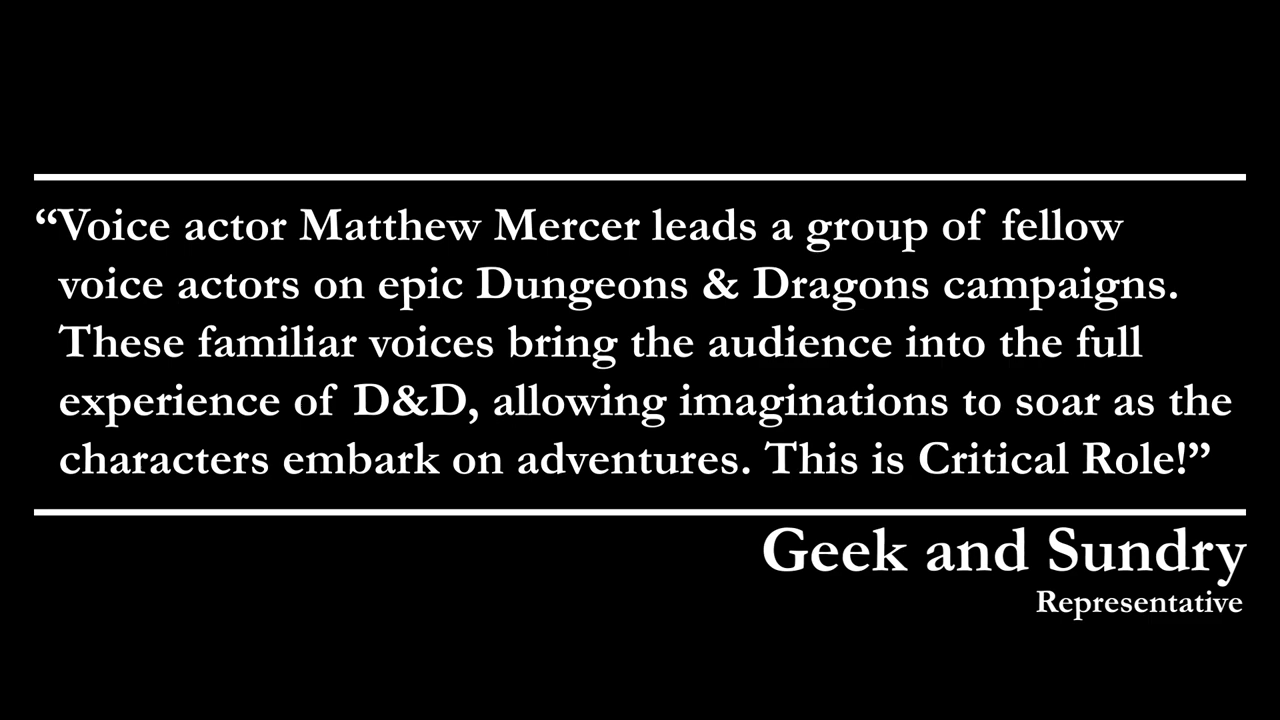 “Voice actor Matthew Mercer leads a group of fellow
voice actors on epic Dungeons & Dragons campaigns.
These familiar voices bring the audience into the full
experience of D&D, allowing imaginations to soar as the
characters embark on adventures. This is Critical Role!”
Geek and Sundry
Representative